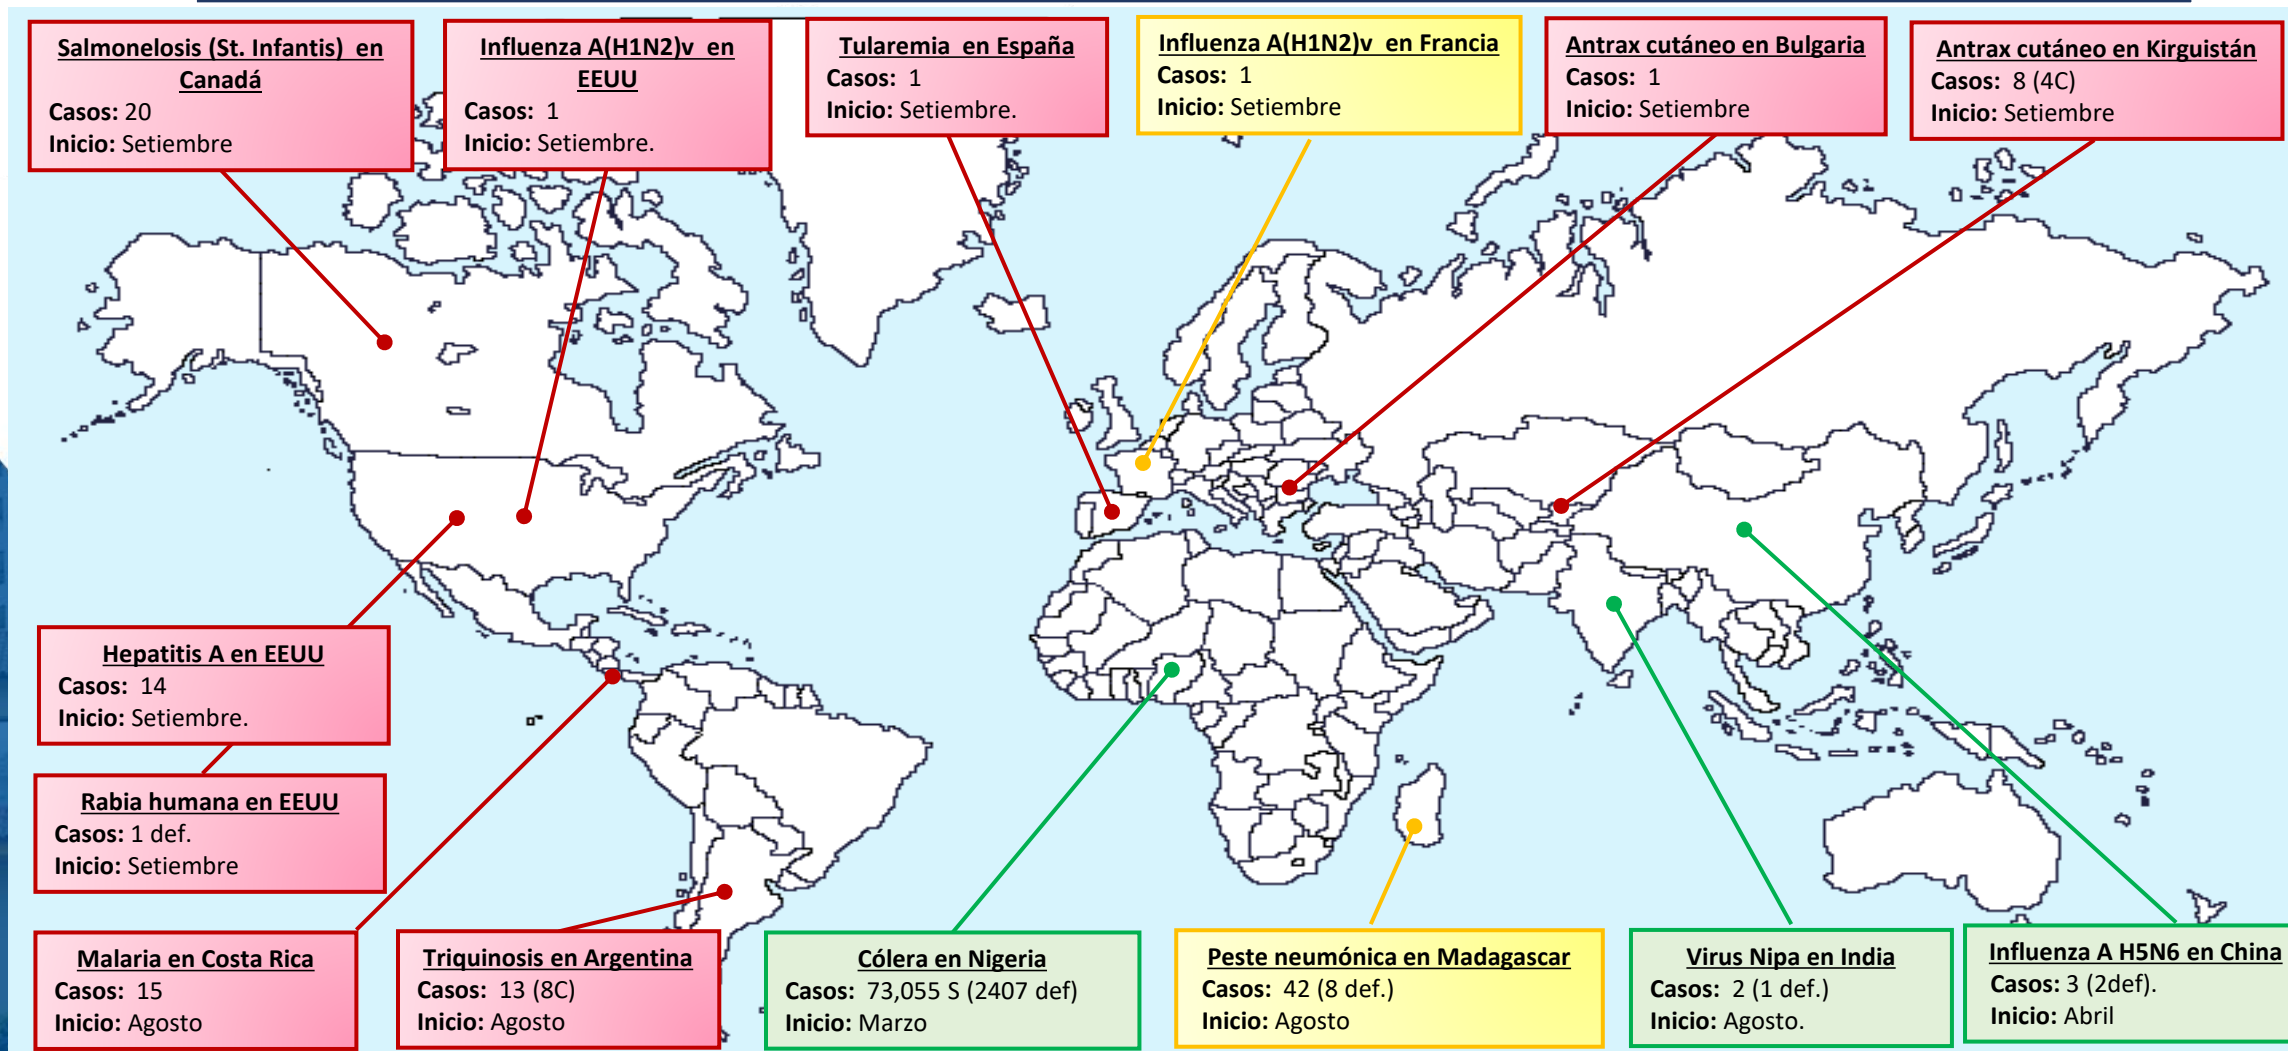 Salmonelosis (St. Infantis) en
Canadá
Casos: 20
Inicio: Setiembre
Influenza A(H1N2)v en
EEUU
Casos: 1
Inicio: Setiembre.
Tularemia en España
Casos: 1
Inicio: Setiembre.
Influenza A(H1N2)v en Francia
Casos: 1
Inicio: Setiembre
Antrax cutáneo en Bulgaria
Casos: 1
Inicio: Setiembre
Antrax cutáneo en Kirguistán
Casos: 8 (4C)
Inicio: Setiembre
Hepatitis A en EEUU
Casos: 14
Inicio: Setiembre.
Rabia humana en EEUU
Casos: 1 def.
Inicio: Setiembre
Malaria en Costa Rica
Casos: 15
Inicio: Agosto
Triquinosis en Argentina
Casos: 13 (8C)
Inicio: Agosto
Cólera en Nigeria
Casos: 73,055 S (2407 def)
Inicio: Marzo
Peste neumónica en Madagascar
Casos: 42 (8 def.)
Inicio: Agosto
Virus Nipa en India
Casos: 2 (1 def.)
Inicio: Agosto.
Influenza A H5N6 en China
Casos: 3 (2def).
Inicio: Abril